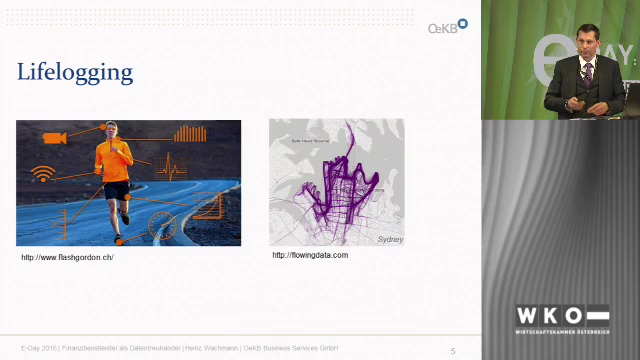 OeKB
Lifelogging
Sydney
http://www.flashgordon.ch/
http://flowingdata.com
E-Day 2016 | Finanzdienstleister als Datentreuhänder | Heinz Wachmann | OeKB Business Services GmbH
5
e-DAY
WKO
WIRTSCHAFTSKAMMER ÖSTERREICH